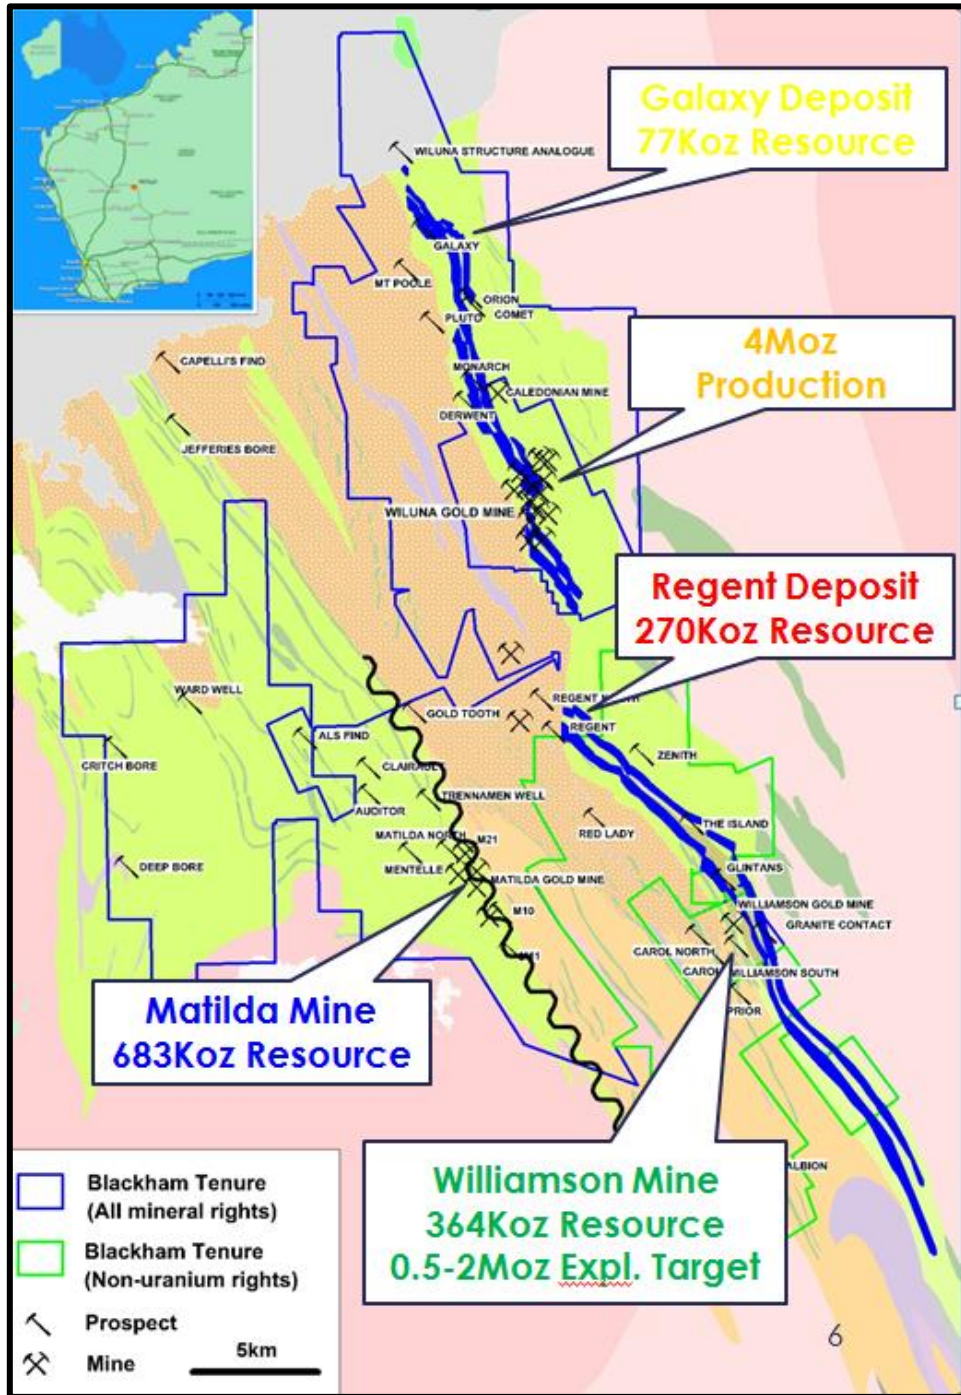 WILUNA STRUCTURE ANALOGUE
Galaxy Deposit
77Koz Resource
GALAXY
MT POOLE
ORION
COMET
PLUTO
4Moz
Production
MONARCH
CALEDONIAN MINE
DERWENT
CAPELLI'S FIND
JEFFERIES BORE
WILUNA GOLD MINE
Regent Deposit
270Koz Resource
WARD WELL
GOLD TOOTH
REGENT
ALS FIND
CRITCH BORE
ZENITH
AUDITOR
TRENNAMEN WELL
RED LADY
THE ISLAND
MATILDA NORTH
M21
DEEP BORE
MENTELLE
MATILDA GOLD MINE
GLINTANS
WILLIAMSON GOLD MINE
M10
GRANITE CONTACT
CAROL NORTH
WILLIAMSON SOUTH
PRIOR
Matilda Mine
683Koz Resource
Williamson Mine
364Koz Resource
0.5-2Moz Expl. Target
ALBION
Blackham Tenure
(All mineral rights)
Blackham Tenure
(Non-uranium rights)
Prospect
Mine
5km
6